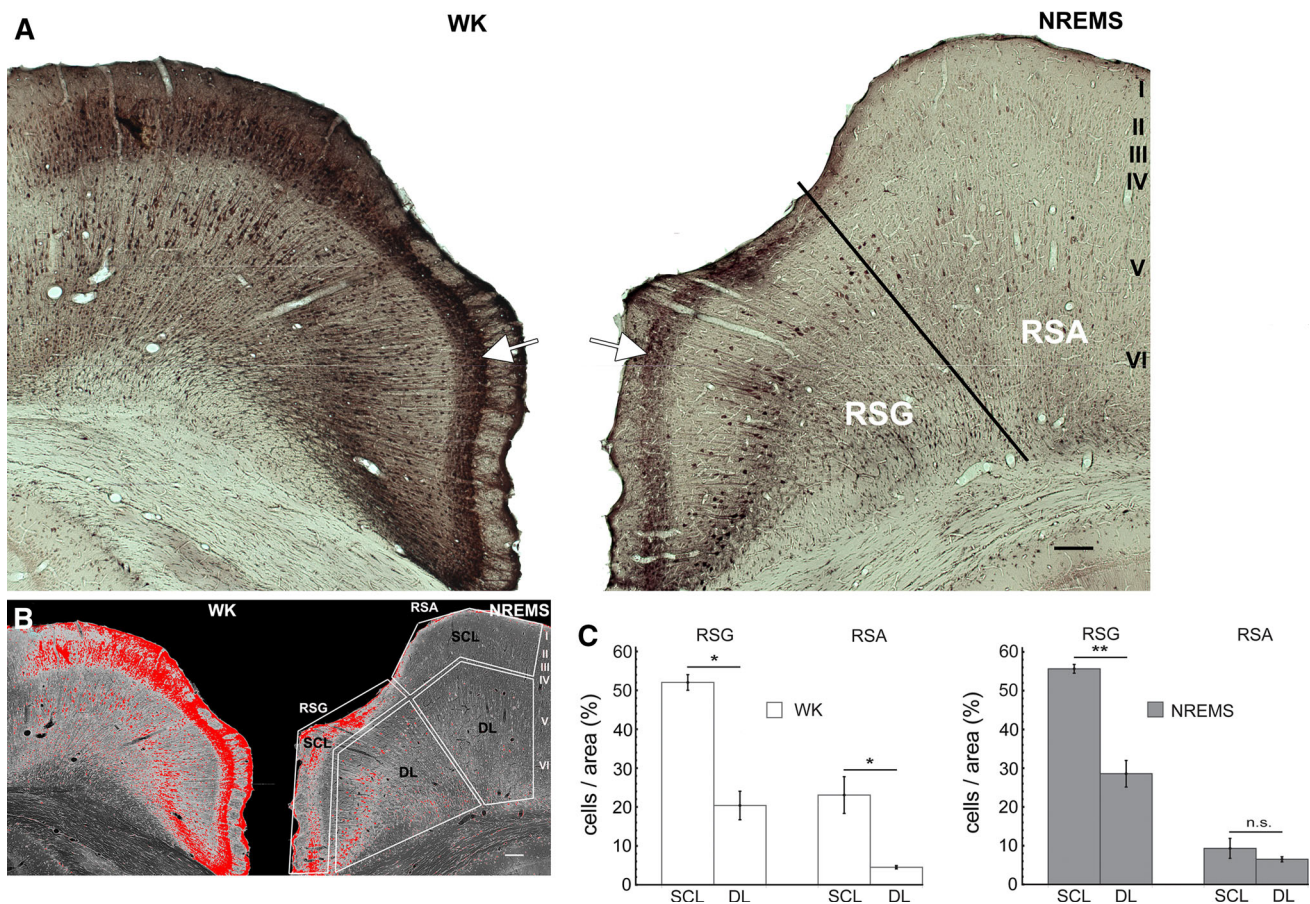 A
WK
NREMS
I
II
III
IV
V
VI
RSA
RSG
B
WK
RSA
NREMS
SCL
I
II
III
IV
V
VI
RSG
SCL
DL
DL
C
RSG
RSA
*
*
WK
cells / area (%)
60
50
40
30
20
10
0
SCL
DL
SCL
DL
RSG
RSA
**
n.s.
NREMS
cells / area (%)
60
50
40
30
20
10
0
SCL
DL
SCL
DL